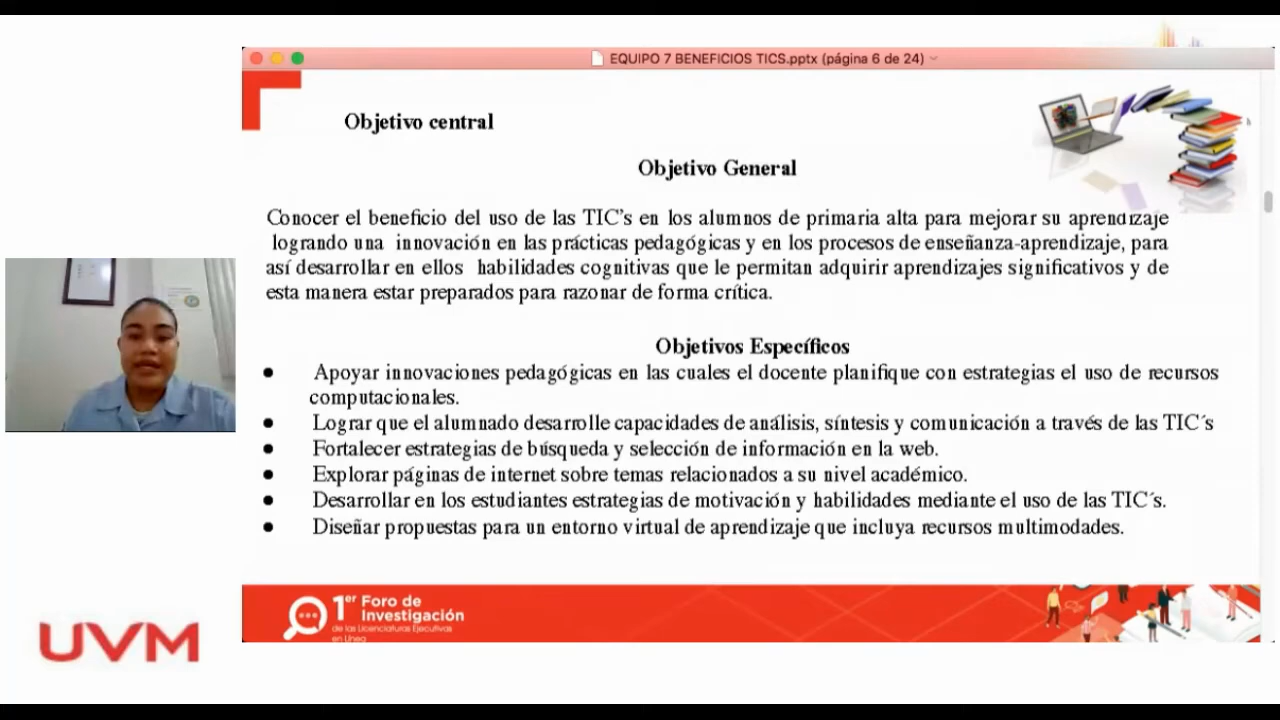 EQUIPO 7 BENEFICIOS TICS.pptx (página 6 de 24)
Objetivo central
Objetivo General
Conocer el beneficio del uso de las TIC’s en los alumnos de primaria alta para mejorar su aprendizaje
logrando una innovación en las prácticas pedagógicas y en los procesos de enseñanza-aprendizaje, para
así desarrollar en ellos habilidades cognitivas que le permitan adquirir aprendizajes significativos y de
esta manera estar preparados para razonar de forma crítica.
Objetivos Específicos
● Apoyar innovaciones pedagógicas en las cuales el docente planifique con estrategias el uso de recursos
computacionales.
● Lograr que el alumnado desarrolle capacidades de análisis, síntesis y comunicación a través de las TIC´s
● Fortalecer estrategias de búsqueda y selección de información en la web.
● Explorar páginas de internet sobre temas relacionados a su nivel académico.
● Desarrollar en los estudiantes estrategias de motivación y habilidades mediante el uso de las TIC´s.
● Diseñar propuestas para un entorno virtual de aprendizaje que incluya recursos multimodades.
1er Foro de
Investigación
de las Licenciaturas Ejecutivas
en Línea
UVM